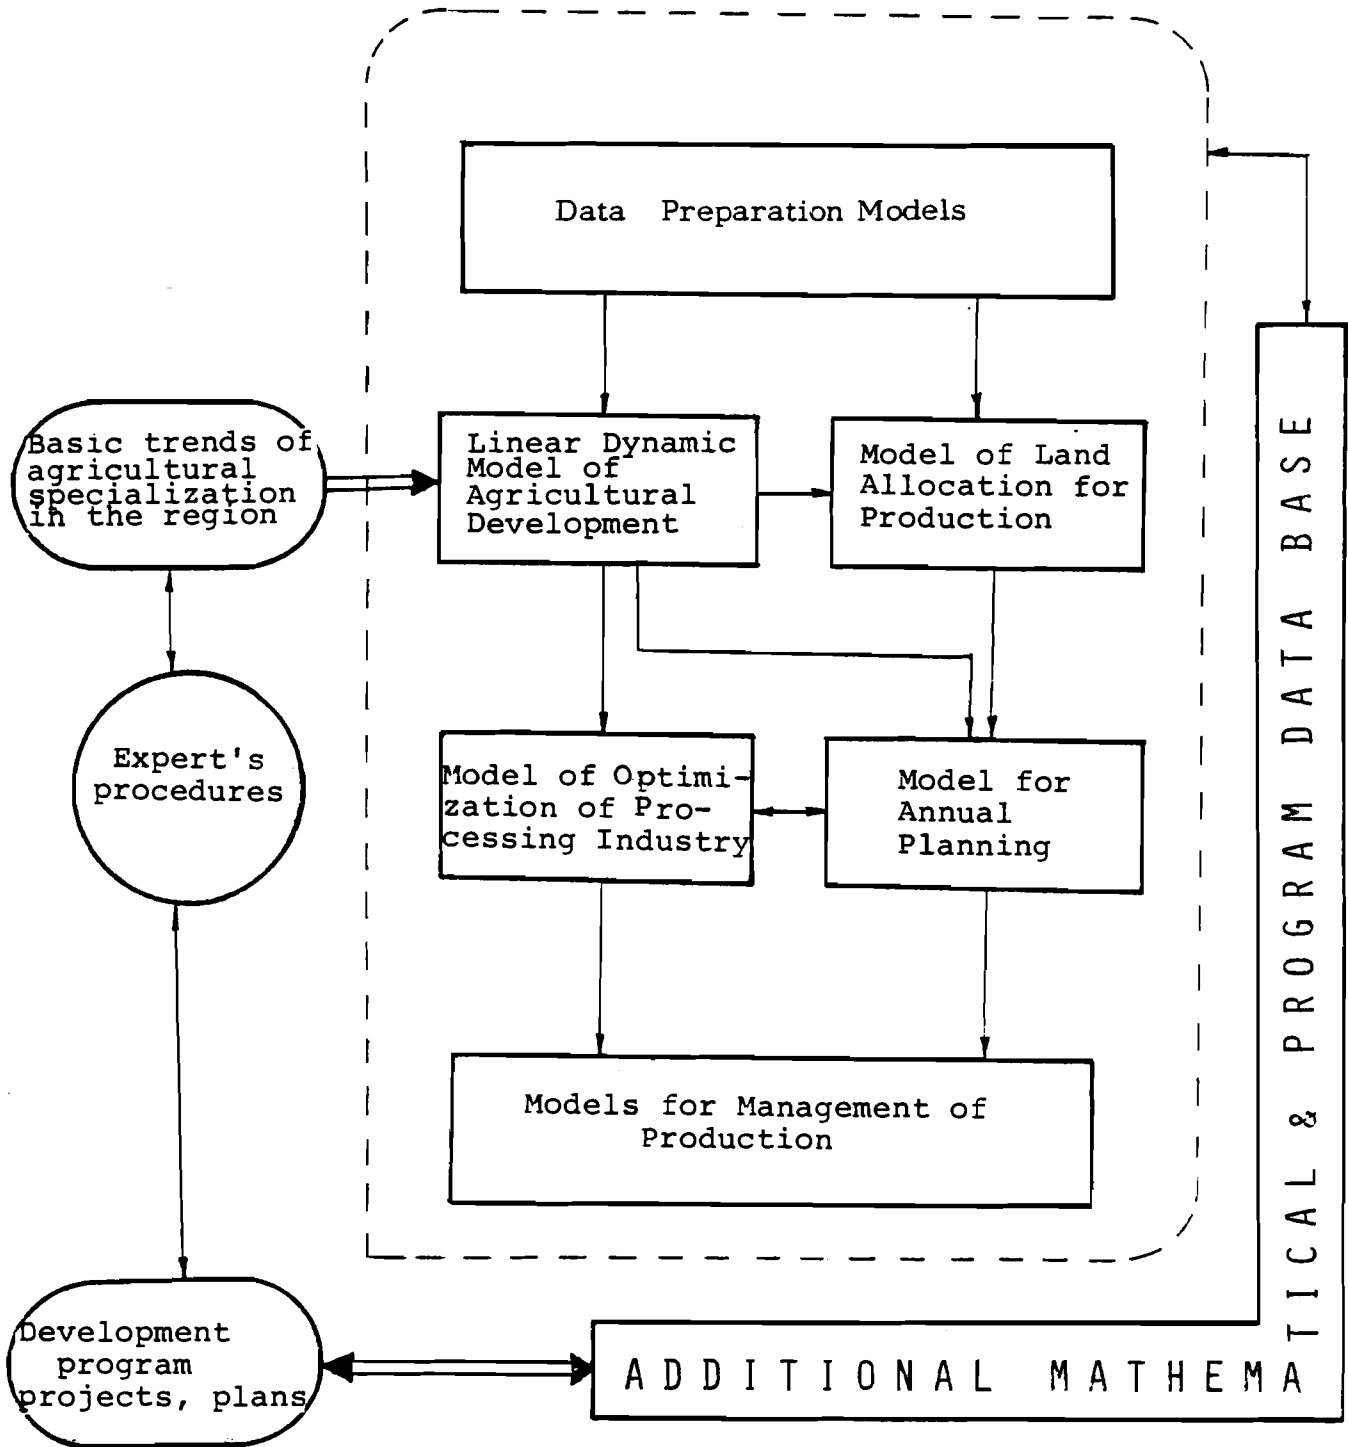 Data Preparation Models
Basic trends of
agricultural
specialization
in the region
Linear Dynamic
Model of
Agricultural
Development
Model of Land
Allocation for
Production
Expert's
procedures
Model of Optimi-
zation of Pro-
cessing Industry
Model for
Annual
Planning
Models for Management of
Production
Development
program
projects, plans
ADDITIONAL MATHEMATICAL & PROGRAM DATA BASE